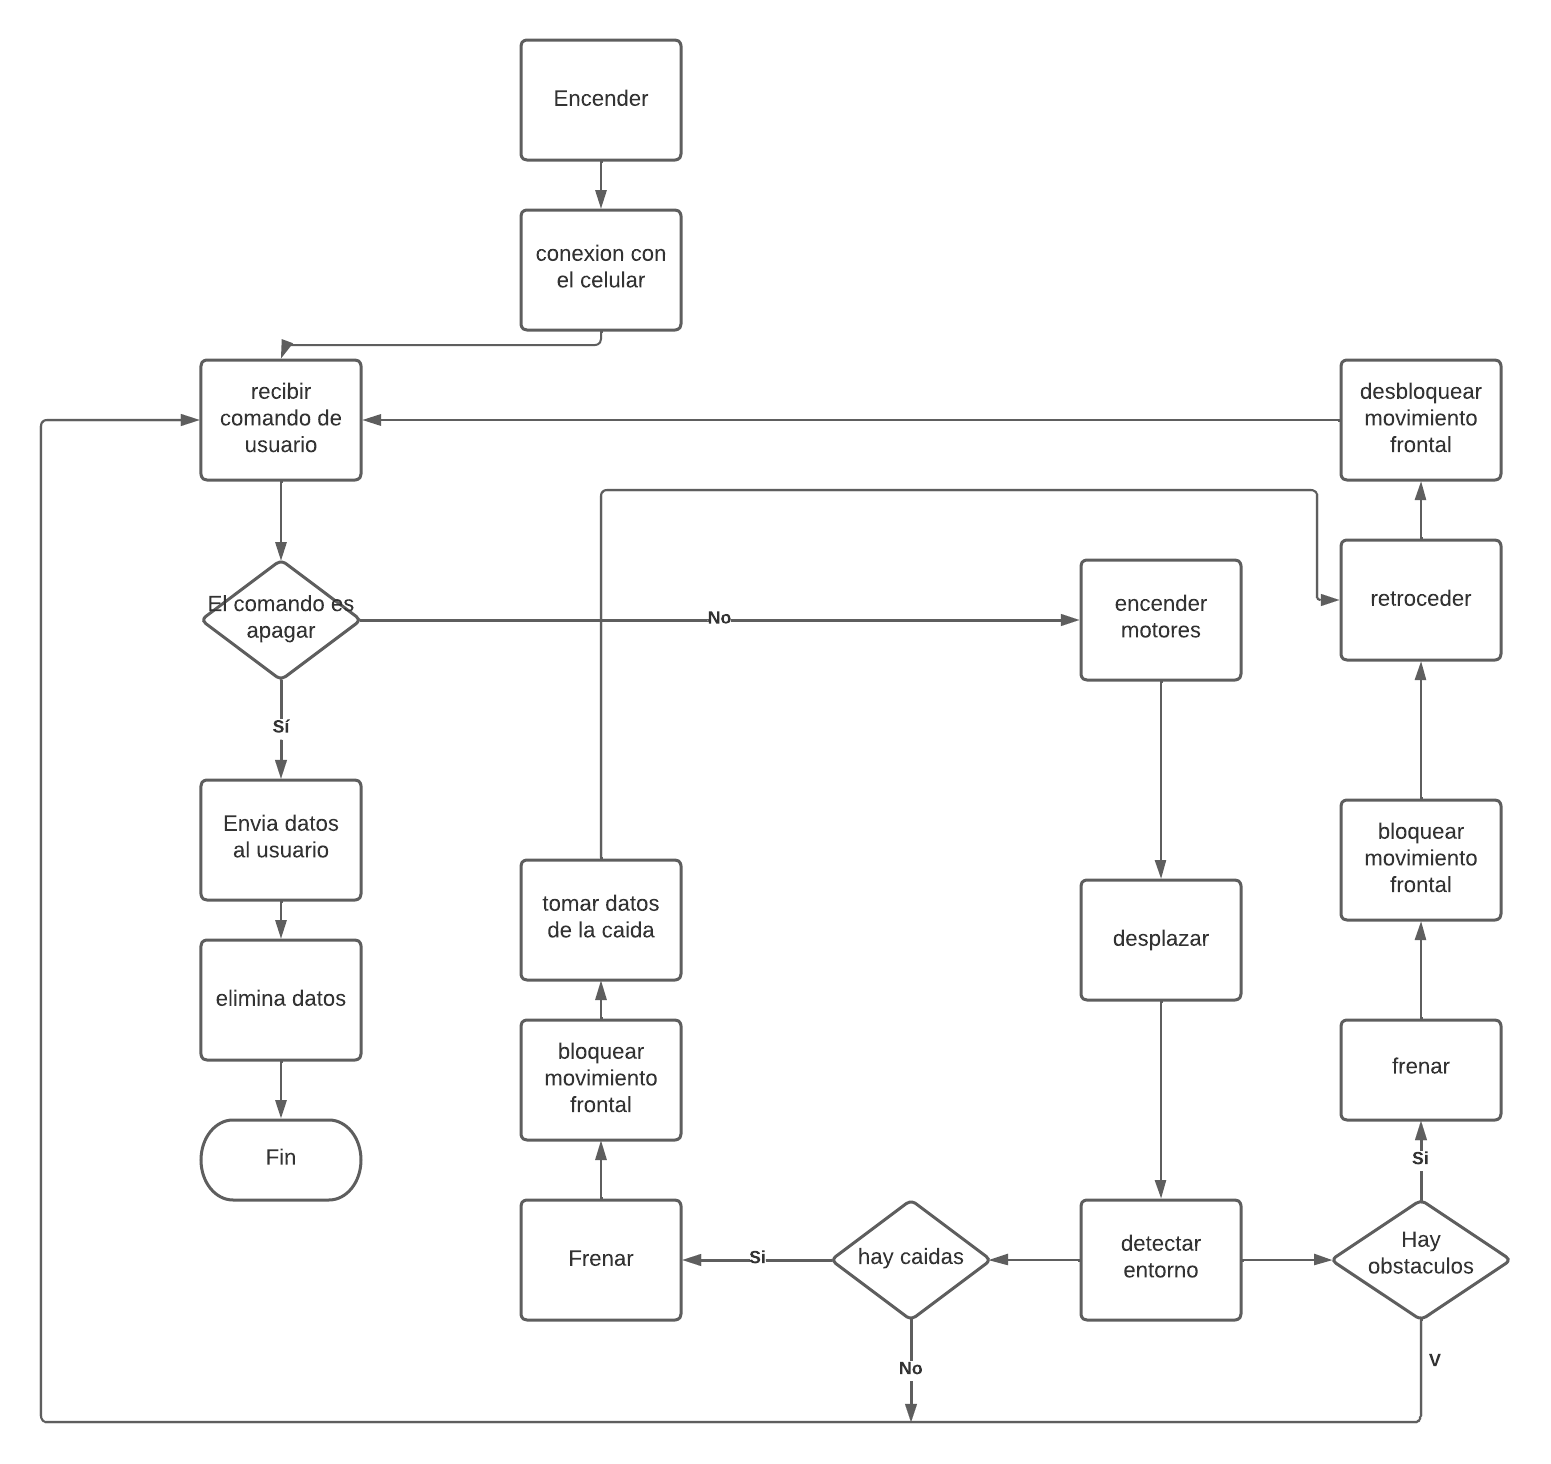 Encender
conexion con
el celular
recibir
comando de
usuario
desbloquear
movimiento
frontal
El comando es
apagar
No
encender
motores
retroceder
Sí
Envia datos
al usuario
bloquear
movimiento
frontal
tomar datos
de la caida
desplazar
elimina datos
bloquear
movimiento
frontal
frenar
Fin
Si
Frenar
Si
hay caidas
detectar
entorno
Hay
obstaculos
No
V